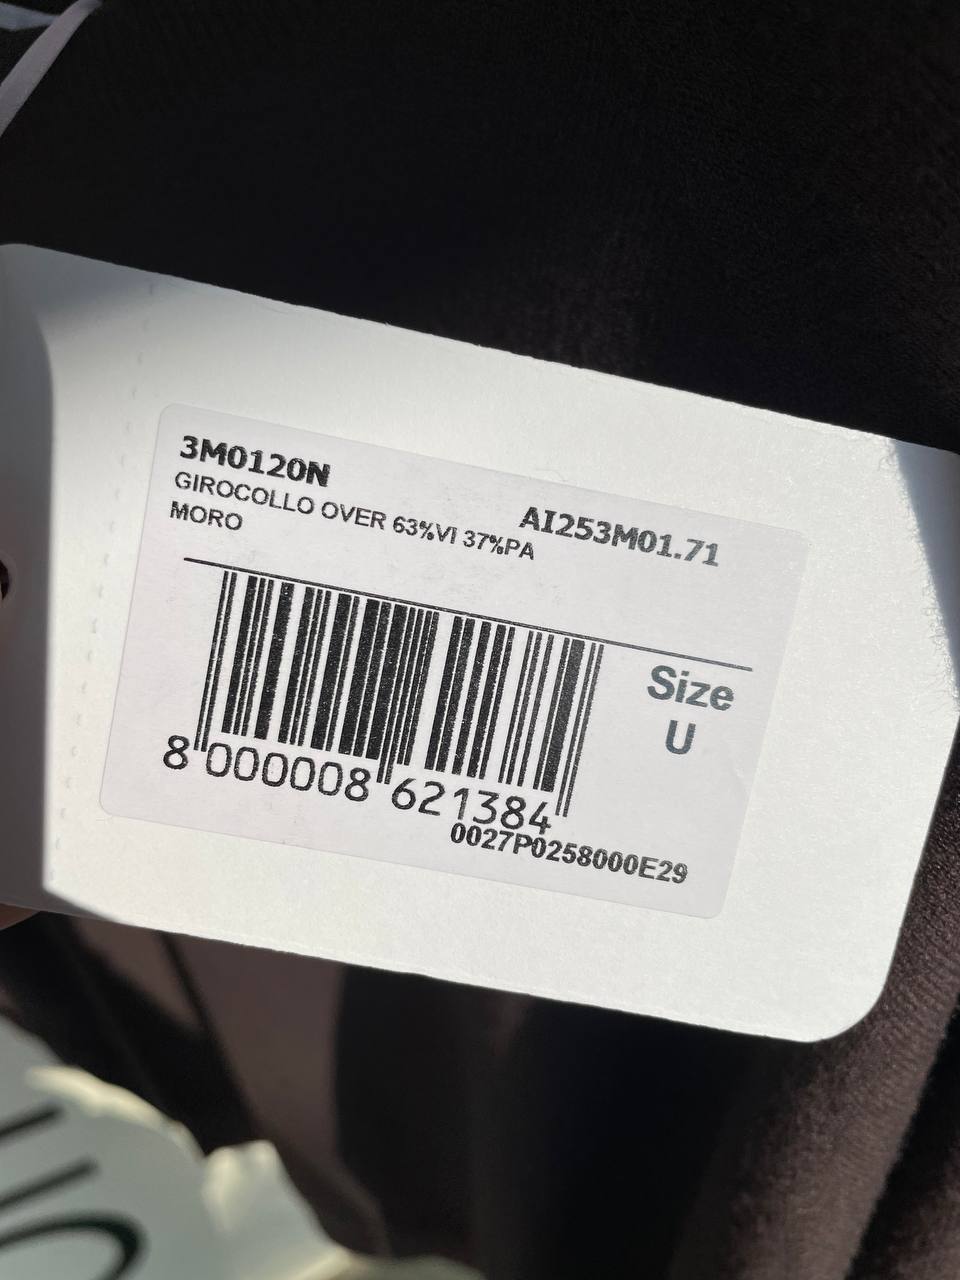 3M0120N
AI253M01.71
GIROCOLLO OVER 63%VI 37%PA
MORO
Size
U
8 000008 621384
0027P0258000E29